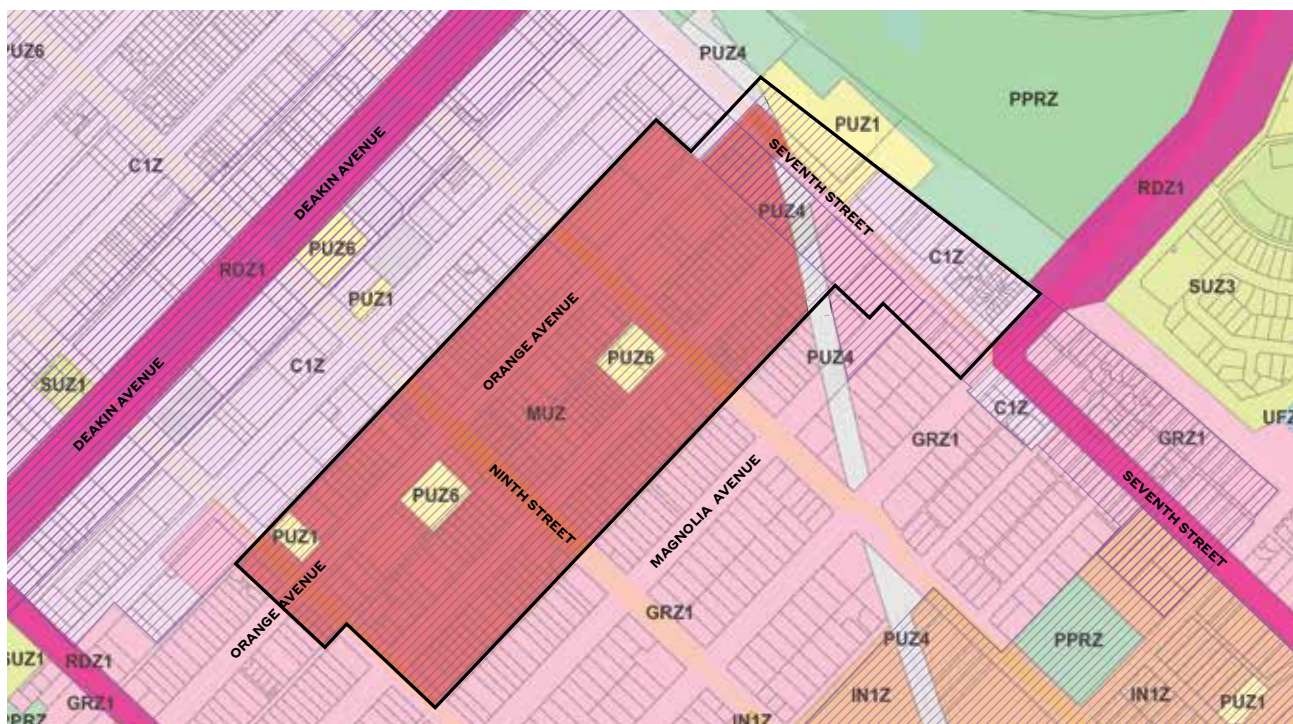 PUZ6
PUZ4
PPRZ
PUZ1
DEAKIN AVENUE
SEVENTH STREET
C1Z
RDZ1
PUZ4
PUZ6
RDZ1
C1Z
PUZ1
SUZ3
ORANGE AVENUE
PUZ6
PUZ4
C1Z
SUZ1
DEAKIN AVENUE
MUZ
C1Z
UFZ
GRZ1
GRZ1
PUZ6
NINTH STREET
MAGNOLIA AVENUE
SEVENTH STREET
PUZ1
ORANGE AVENUE
GRZ1
PUZ4
PPRZ
SUZ1
RDZ1
IN1Z
IN1Z
PUZ1
GRZ1
PPRZ
IN1Z